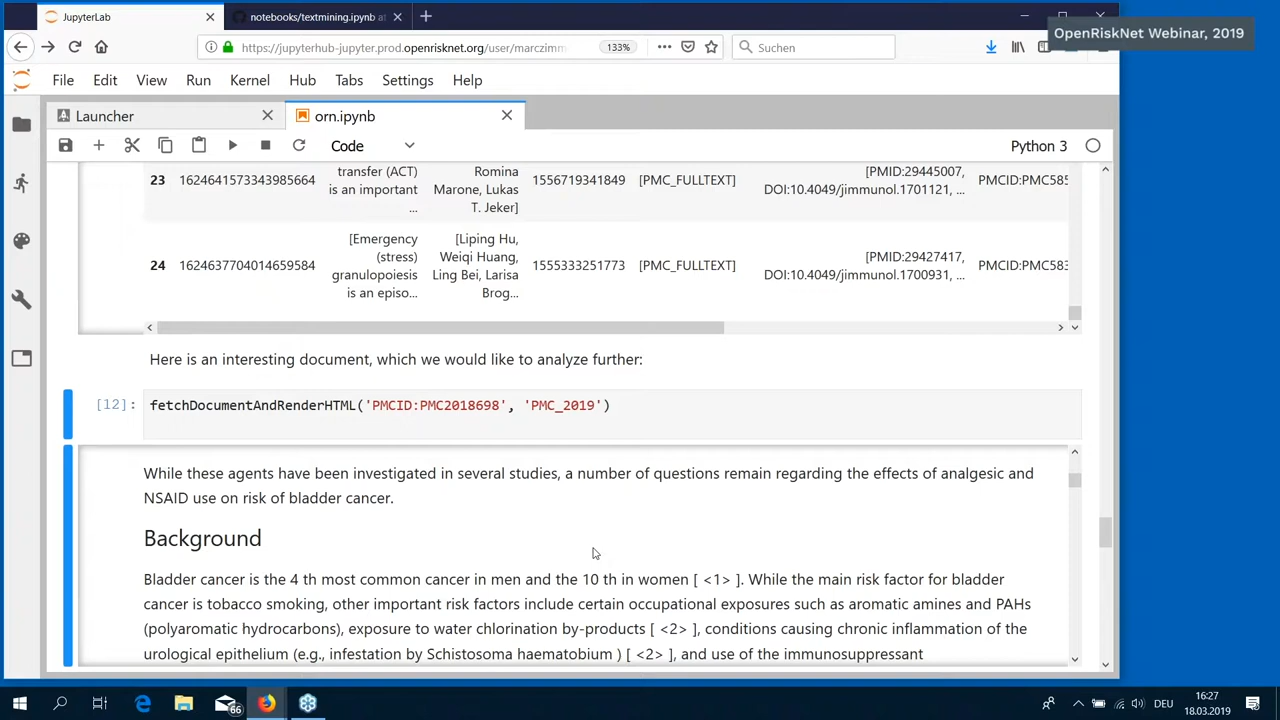 JupyterLab
notebooks/textmining.ipynb at
OpenRiskNet Webinar, 2019
https://jupyterhub-jupyter.prod.openrisknet.org/user/marczimm
133%
Suchen
File Edit View Run Kernel Hub Tabs Settings Help
Launcher
orn.ipynb
Code
Python 3
23 1624641573343985664 transfer (ACT) is an important ... Romina Marone, Lukas T. Jeker] 1556719341849 [PMC_FULLTEXT] [PMID:29445007, DOI:10.4049/jimmunol.1701121, ... PMCID:PMC585
24 1624637704014659584 [Emergency (stress) granulopoiesis is an episo... [Liping Hu, Weiqi Huang, Ling Bei, Larisa Brog... 1555333251773 [PMC_FULLTEXT] [PMID:29427417, DOI:10.4049/jimmunol.1700931, ... PMCID:PMC583
Here is an interesting document, which we would like to analyze further:
[12]: fetchDocumentAndRenderHTML('PMCID:PMC2018698', 'PMC_2019')
While these agents have been investigated in several studies, a number of questions remain regarding the effects of analgesic and
NSAID use on risk of bladder cancer.
Background
Bladder cancer is the 4 th most common cancer in men and the 10 th in women [ <1> ]. While the main risk factor for bladder
cancer is tobacco smoking, other important risk factors include certain occupational exposures such as aromatic amines and PAHs
(polyaromatic hydrocarbons), exposure to water chlorination by-products [ <2> ], conditions causing chronic inflammation of the
urological epithelium (e.g., infestation by Schistosoma haematobium ) [ <2> ], and use of the immunosuppressant
66
DEU
16:27
18.03.2019